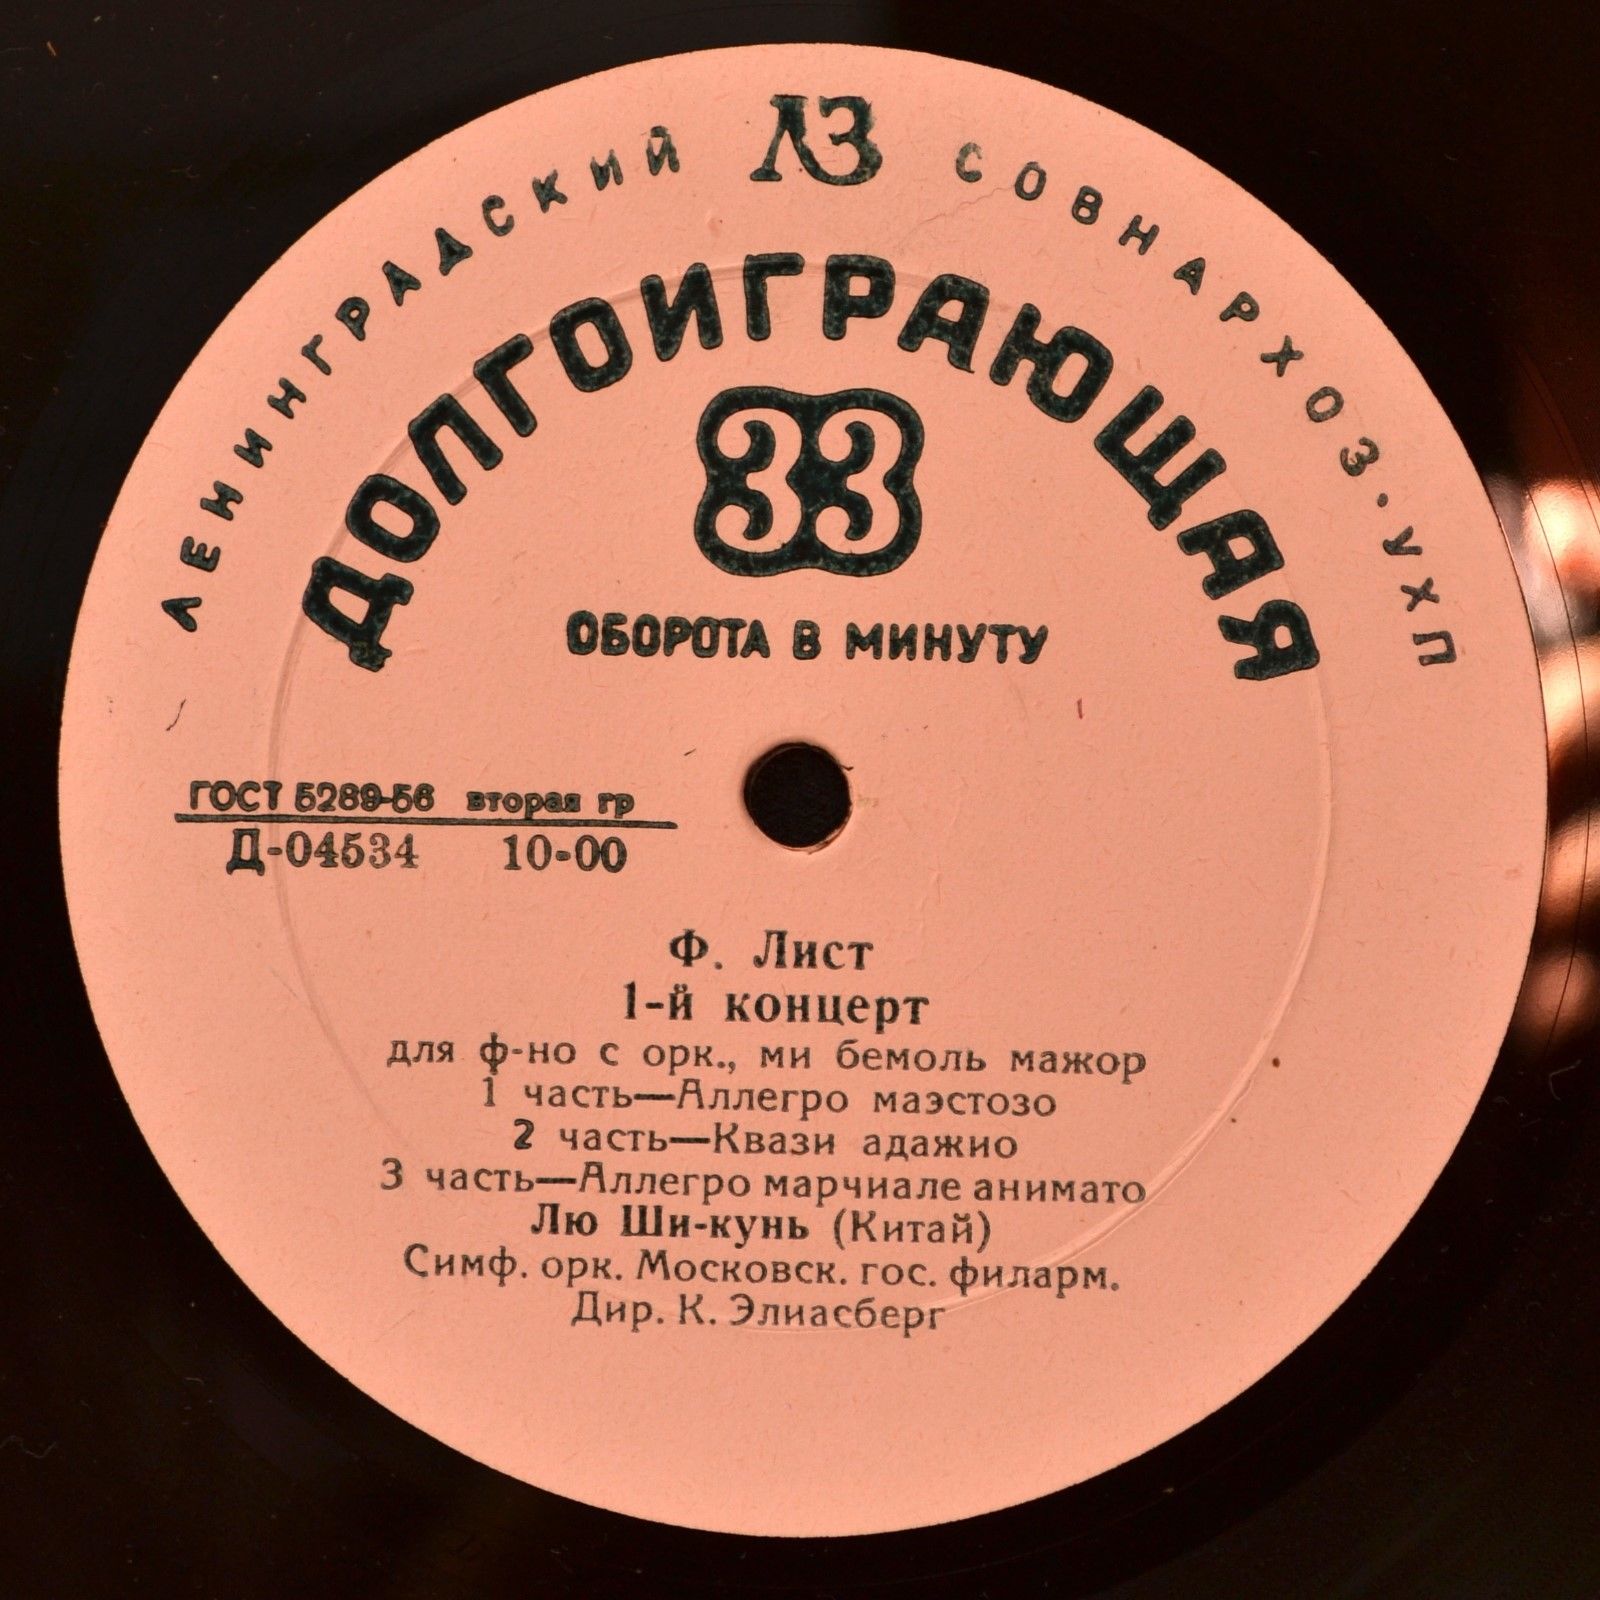 ЛЕНИНГРАДСКИЙ ЛЗ СОВНАРХОЗ·УХП
ДОЛГОИГРАЮЩАЯ
33
ОБОРОТА В МИНУТУ
ГОСТ 5289-56 вторая гр
Д-04534 10-00
Ф. Лист
1-й концерт
для ф-но с орк., ми бемоль мажор
1 часть—Аллегро маэстозо
2 часть—Квази адажио
3 часть—Аллегро марчиале анимато
Лю Ши-кунь (Китай)
Симф. орк. Московск. гос. филарм.
Дир. К. Элиасберг